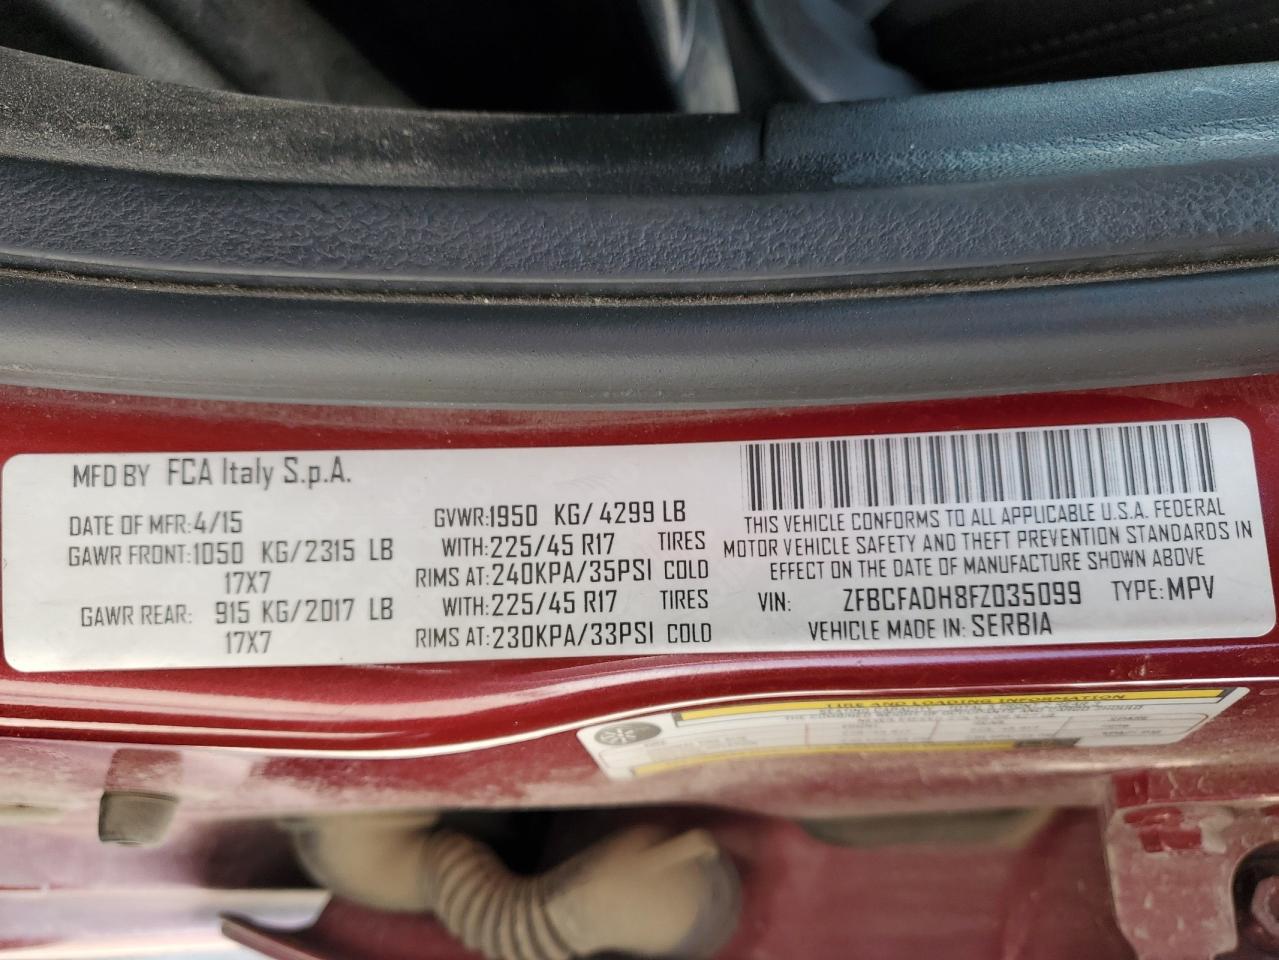 MFD BY FCA Italy S.p.A.
DATE OF MFR: 4/15 GVWR: 1950 KG/ 4299 LB
GAWR FRONT: 1050 KG/2315 LB WITH: 225/45 R17 TIRES
17X7 RIMS AT: 240KPA/35PSI COLD
GAWR REAR: 915 KG/2017 LB WITH: 225/45 R17 TIRES
17X7 RIMS AT: 230KPA/33PSI COLD
THIS VEHICLE CONFORMS TO ALL APPLICABLE U.S.A. FEDERAL
MOTOR VEHICLE SAFETY AND THEFT PREVENTION STANDARDS IN
EFFECT ON THE DATE OF MANUFACTURE SHOWN ABOVE
VIN: ZFBCFADH8FZ035099 TYPE: MPV
VEHICLE MADE IN: SERBIA
TIRE AND LOADING INFORMATION